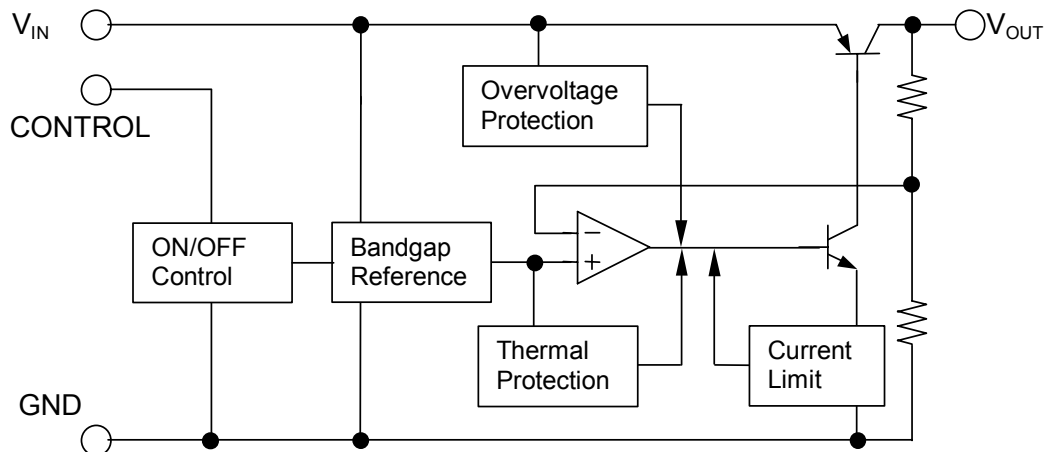 VIN
VOUT
CONTROL
Overvoltage
Protection
ON/OFF
Control
Bandgap
Reference
−
+
Thermal
Protection
Current
Limit
GND